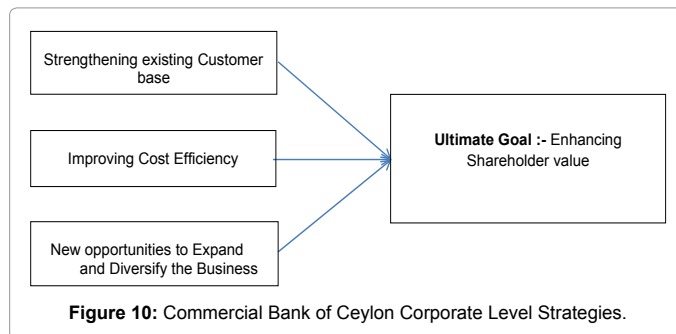 Strengthening existing Customer
base
Improving Cost Efficiency
New opportunities to Expand
and Diversify the Business
Ultimate Goal :- Enhancing
Shareholder value
Figure 10: Commercial Bank of Ceylon Corporate Level Strategies.